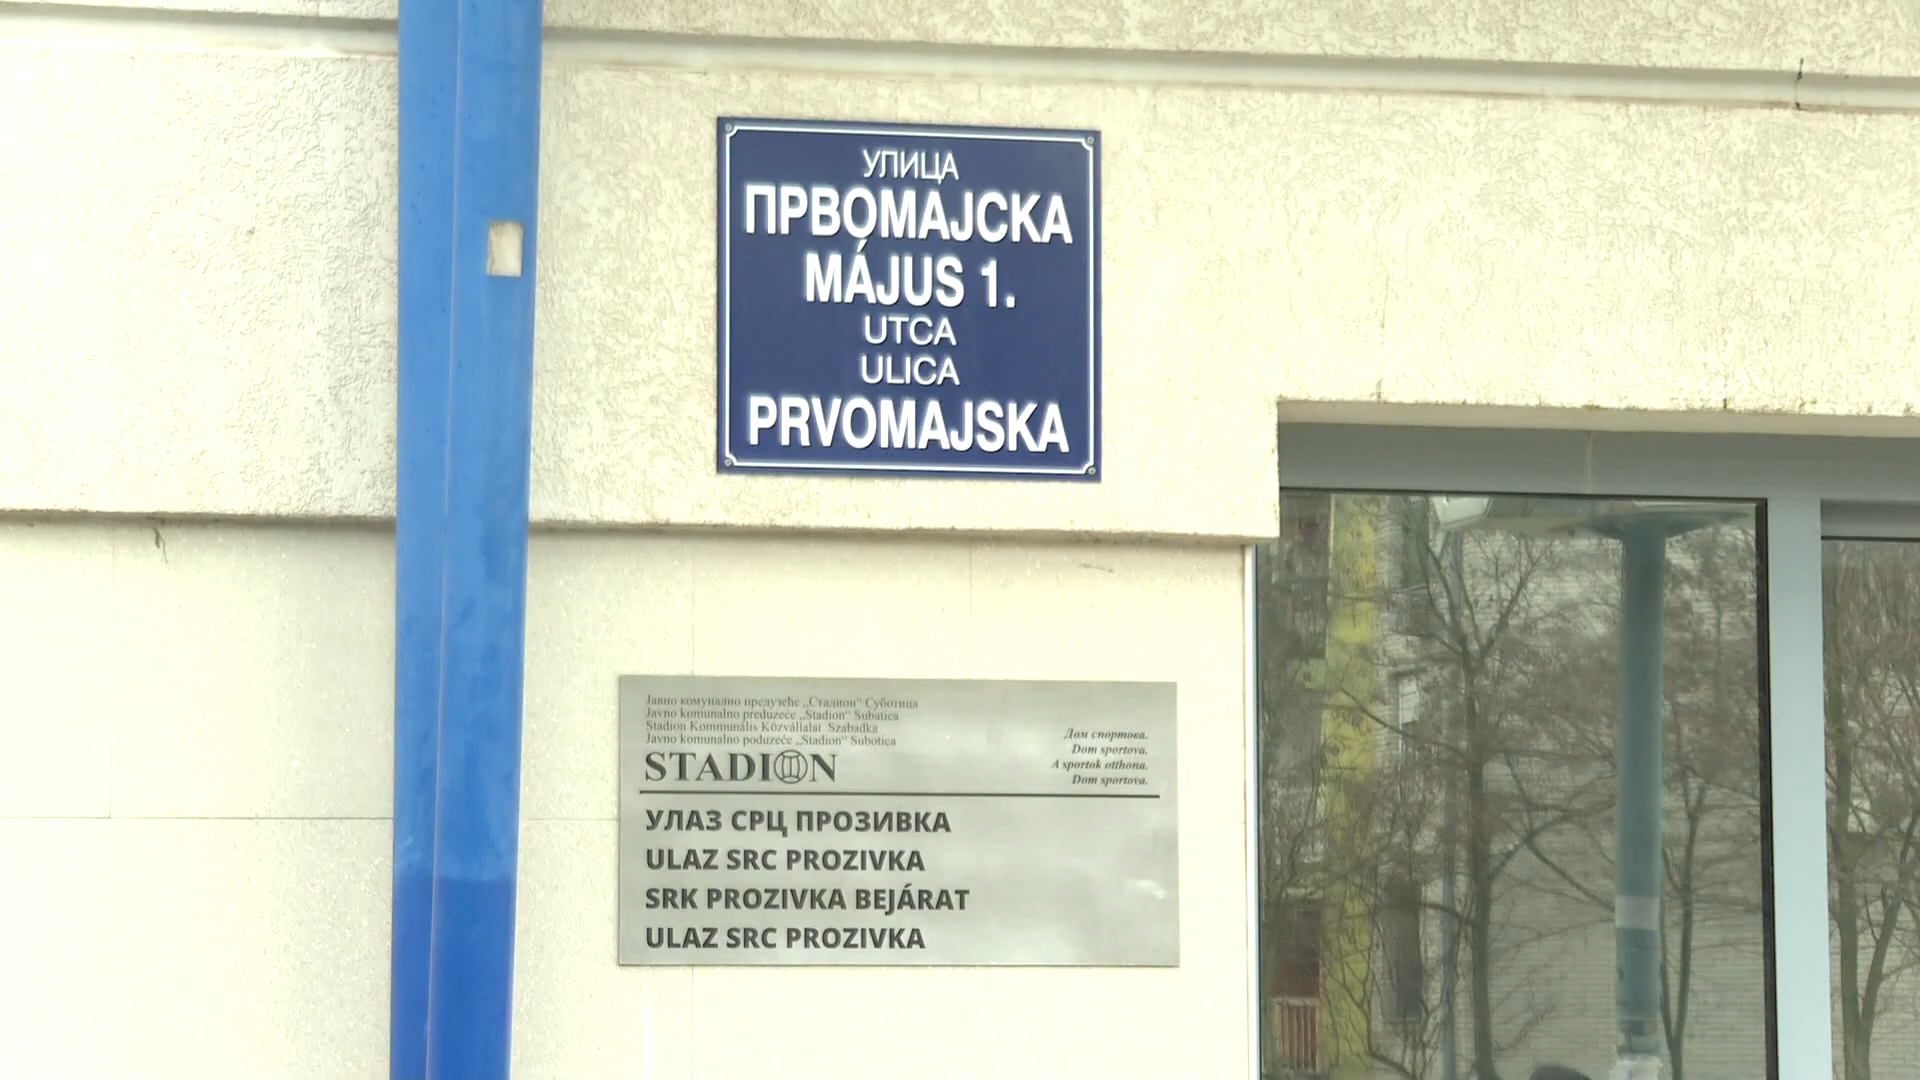 УЛИЦА
ПРВОМАЈСКА
MÁJUS 1.
UTCA
ULICA
PRVOMAJSKA
Јавно комунално предузеће „Стадион“ Суботица
Javno komunalno preduzeće „Stadion“ Subatica
Stadion Kommunális Közvállalat Szabadka
Javno komunalno poduzeće „Stadion“ Subotica
STADION
Дом спортова.
Dom sportova.
A sportok otthona.
Dom sportova.
УЛАЗ СРЦ ПРОЗИВКА
ULAZ SRC PROZIVKA
SRK PROZIVKA BEJÁRAT
ULAZ SRC PROZIVKA